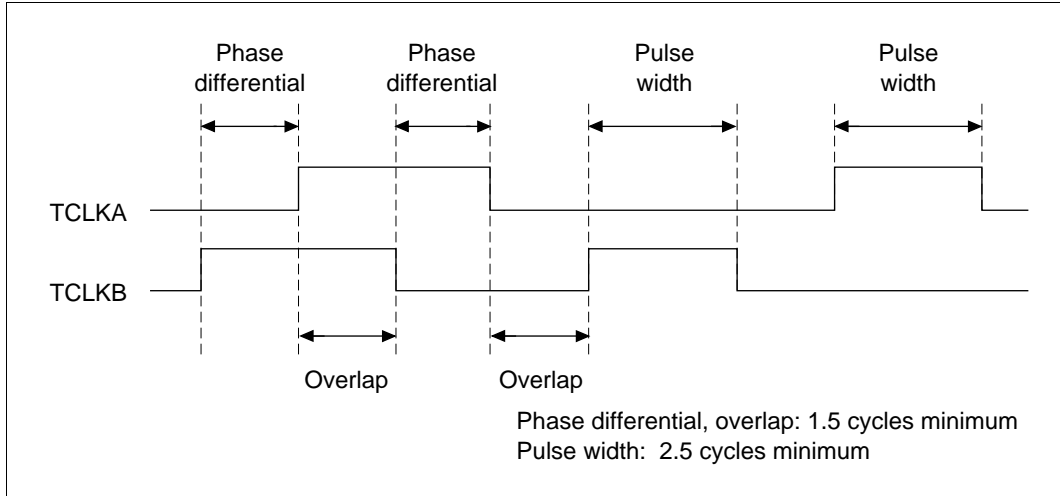 Phase
differential
Phase
differential
Pulse
width
Pulse
width
TCLKA
TCLKB
Overlap
Overlap
Phase differential, overlap: 1.5 cycles minimum
Pulse width:  2.5 cycles minimum